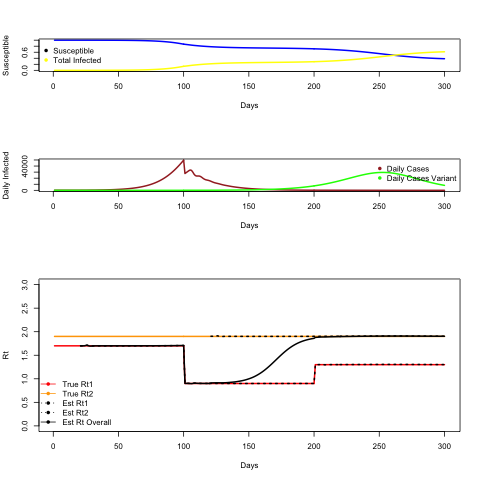 Susceptible
0.0 0.6
Susceptible
Total Infected
0 50 100 150 200 250 300
Days
Daily Infected
0 40000
Daily Cases
Daily Cases Variant
0 50 100 150 200 250 300
Days
Rt
3.0
2.5
2.0
1.5
1.0
0.5
0.0
True Rt1
True Rt2
Est Rt1
Est Rt2
Est Rt Overall
0 50 100 150 200 250 300
Days